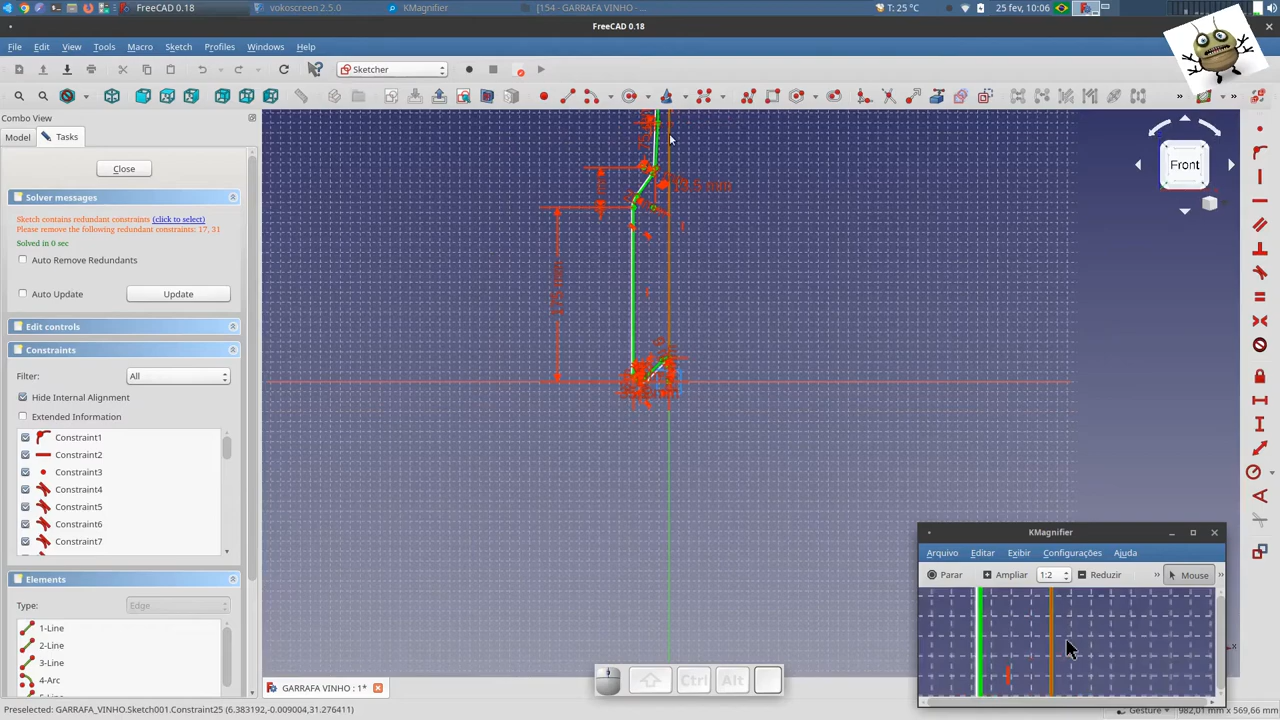 FreeCAD 0.18
vokoscreen 2.5.0
KMagnifier
[154 - GARRAFA VINHO - ...
T: 25 °C
25 fev, 10:06
FreeCAD 0.18
File Edit View Tools Macro Sketch Profiles Windows Help
Sketcher
Combo View
Model Tasks
Close
Solver messages
Sketch contains redundant constraints (click to select)
Please remove the following redundant constraints: 17, 31
Solved in 0 sec
Auto Remove Redundants
Auto Update Update
Edit controls
Constraints
Filter: All
Hide Internal Alignment
Extended Information
Constraint1
Constraint2
Constraint3
Constraint4
Constraint5
Constraint6
Constraint7
Elements
Type: Edge
1-Line
2-Line
3-Line
4-Arc
Front
KMagnifier
Arquivo Editar Exibir Configurações Ajuda
Parar Ampliar 1:2 Reduzir » Mouse »
Ctrl Alt
GARRAFA VINHO : 1*
Preselected: GARRAFA_VINHO.Sketch001.Constraint25 (6.383192, -0.009004, 31.276411)
Gesture
982,01 mm x 569,66 mm